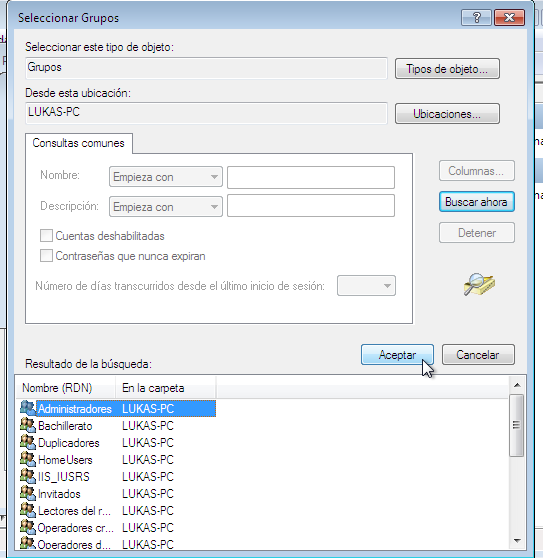 Seleccionar Grupos
Seleccionar este tipo de objeto:
Grupos
Tipos de objeto...
Desde esta ubicación:
LUKAS-PC
Ubicaciones...
Consultas comunes
Nombre:
Empieza con
Columnas...
Descripción:
Empieza con
Buscar ahora
Cuentas deshabilitadas
Detener
Contraseñas que nunca expiran
Número de días transcurridos desde el último inicio de sesión:
Aceptar
Cancelar
Resultado de la búsqueda:
Nombre (RDN) En la carpeta
Administradores LUKAS-PC
Bachillerato LUKAS-PC
Duplicadores LUKAS-PC
HomeUsers LUKAS-PC
IIS_IUSRS LUKAS-PC
Invitados LUKAS-PC
Lectores del r... LUKAS-PC
Operadores cr... LUKAS-PC
Operadores d... LUKAS-PC